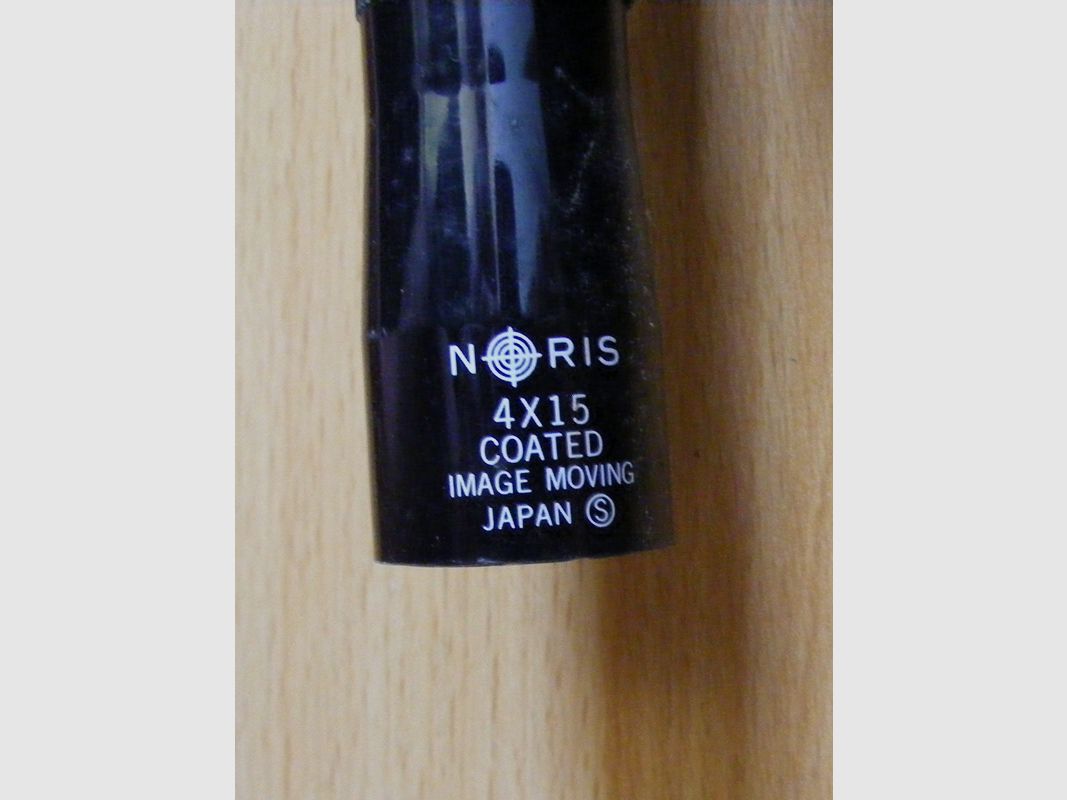 NORIS
4X15
COATED
IMAGE MOVING
JAPAN Ⓢ